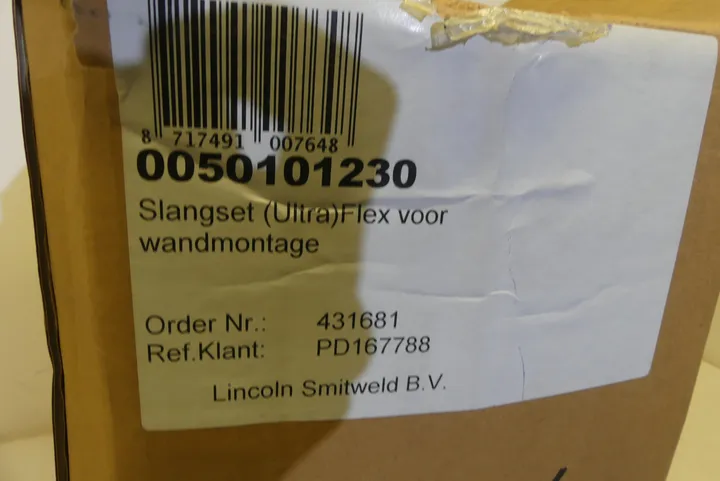 8 717491 007648
0050101230
Slangset (Ultra)Flex voor
wandmontage
Order Nr.: 431681
Ref.Klant: PD167788
Lincoln Smitweld B.V.